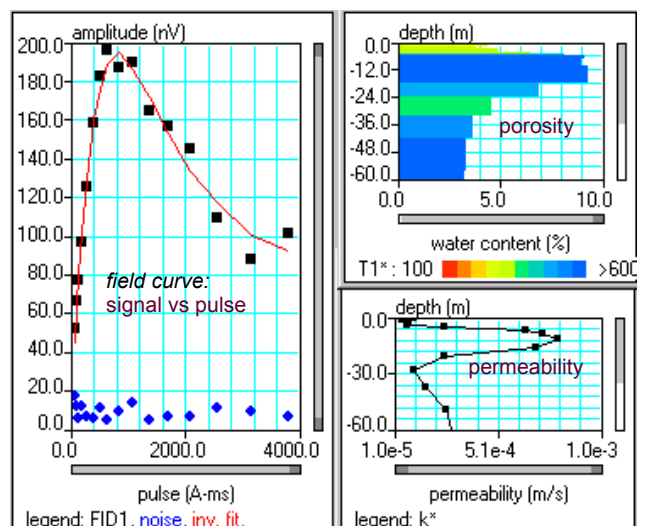 amplitude (nV)
200.0
180.0
160.0
140.0
120.0
100.0
80.0
60.0
40.0
20.0
0.0
field curve:
signal vs pulse
0.0 2000.0 4000.0
pulse (A-ms)
legend: FID1, noise, inv. fit.
depth (m)
0.0
-12.0
-24.0
-36.0
-48.0
-60.0
porosity
0.0 5.0 10.0
water content (%)
T1* : 100 >600
depth (m)
0.0
-30.0
-60.0
permeability
1.0e-5 5.1e-4 1.0e-3
permeability (m/s)
legend: k*